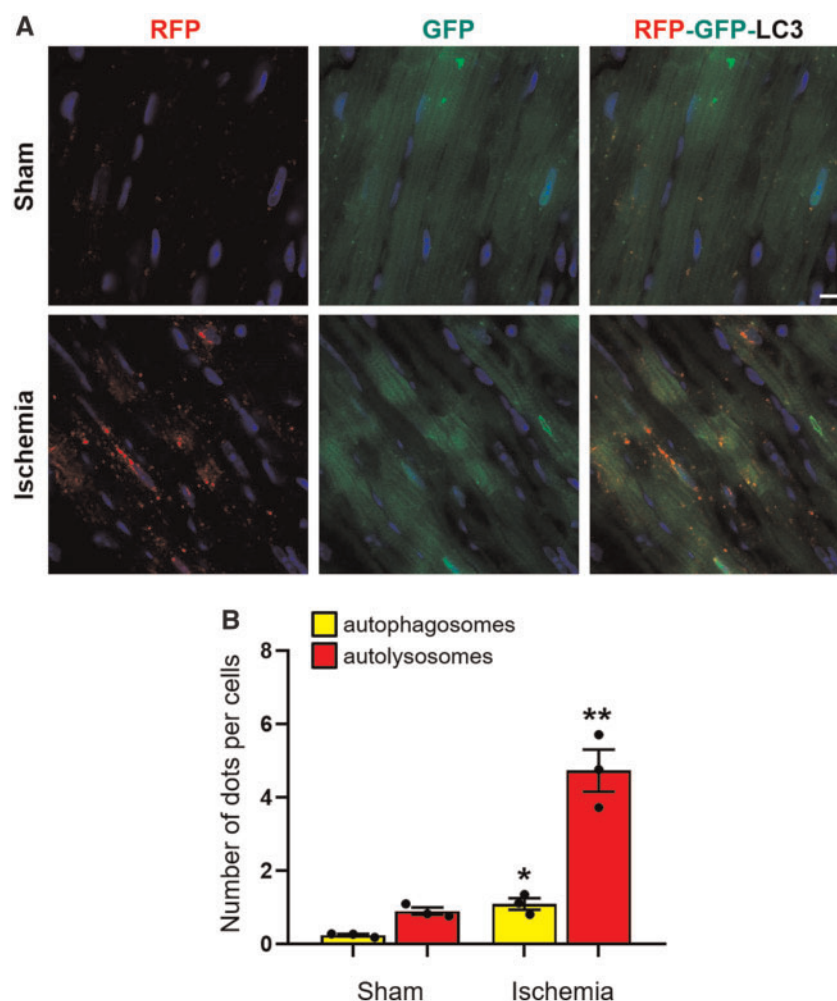 A
RFP
GFP
RFP-GFP-LC3
Sham
Ischemia
B
autophagosomes
autolysosomes
Number of dots per cells
8
6
4
2
0
*
**
Sham
Ischemia